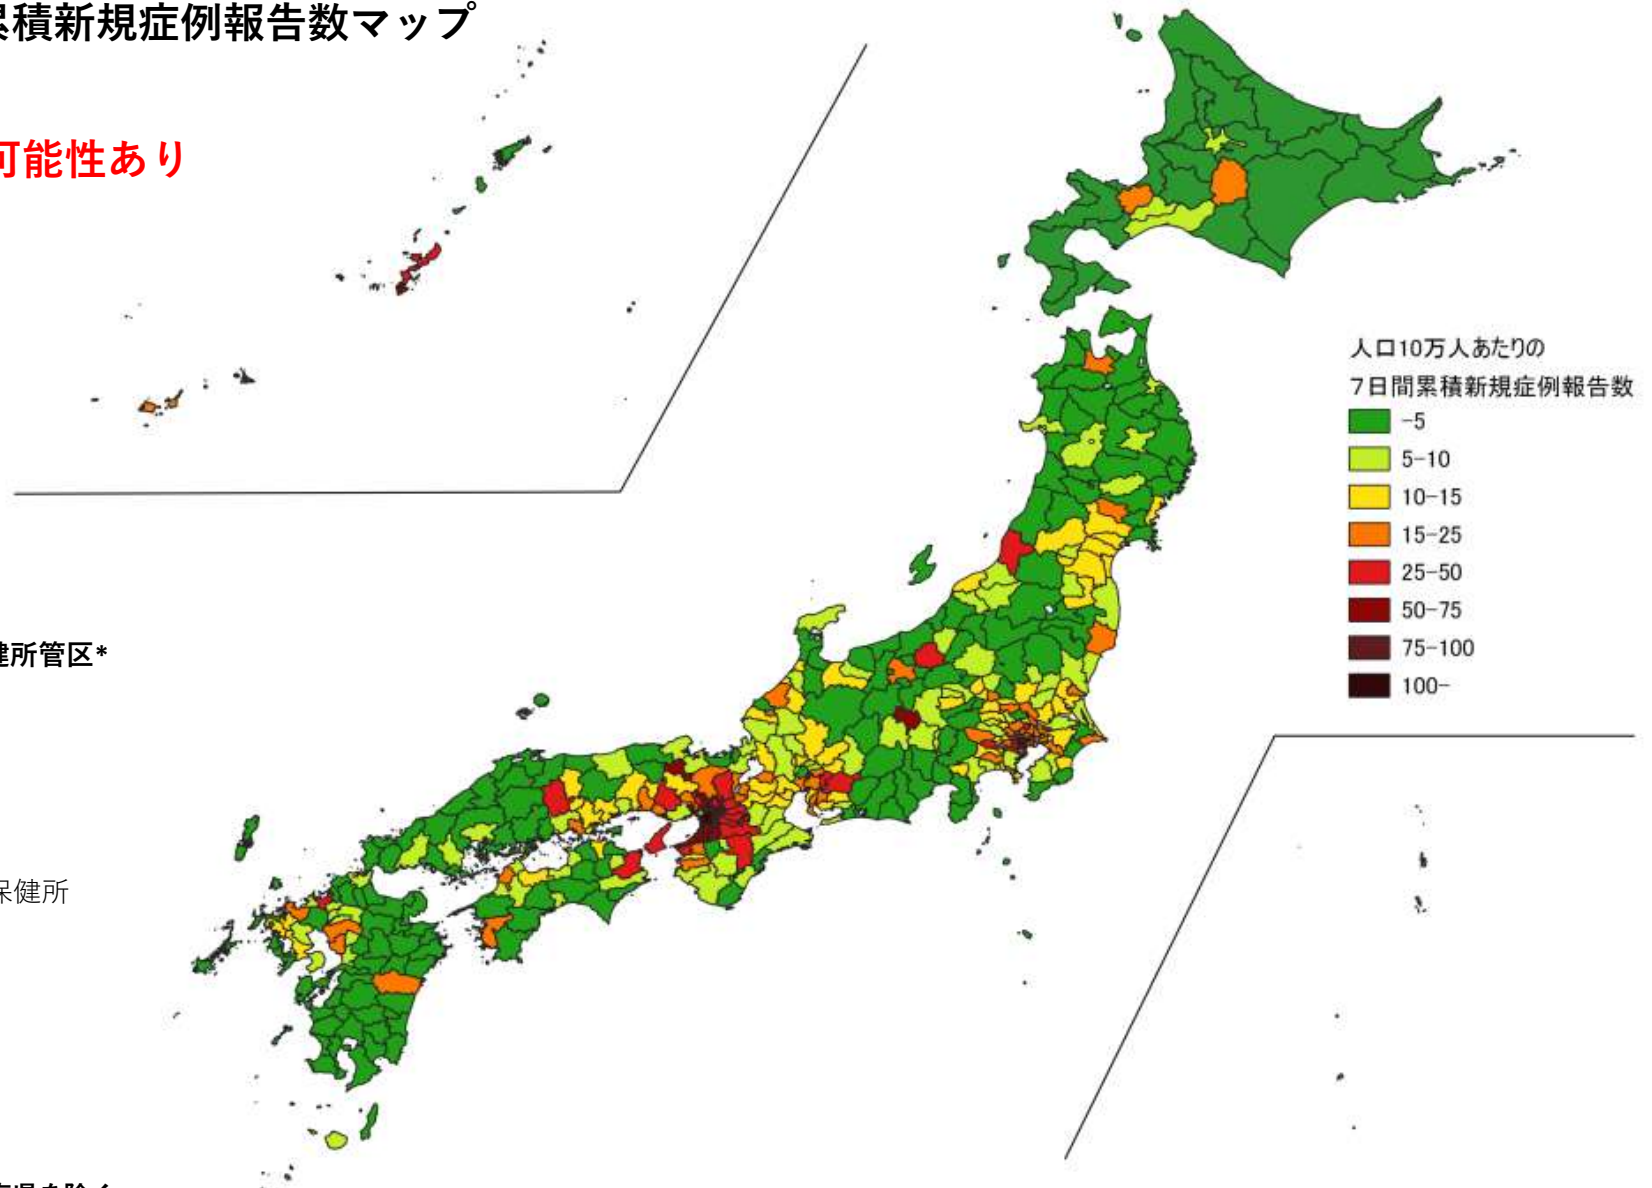 累積新規症例報告数マップ
可能性あり
人口10万人あたりの
7日間累積新規症例報告数
-5
5-10
10-15
15-25
25-50
50-75
75-100
100-
健所管区*
保健所